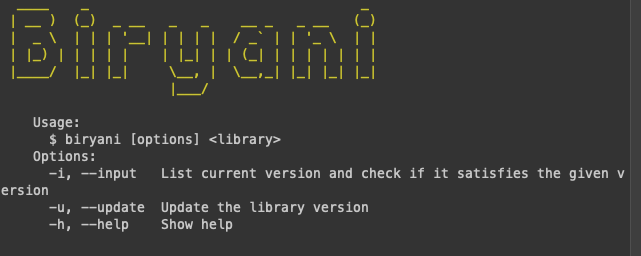 Biryani
Usage:
$ biryani [options] <library>
Options:
-i, --input List current version and check if it satisfies the given v
ersion
-u, --update Update the library version
-h, --help Show help